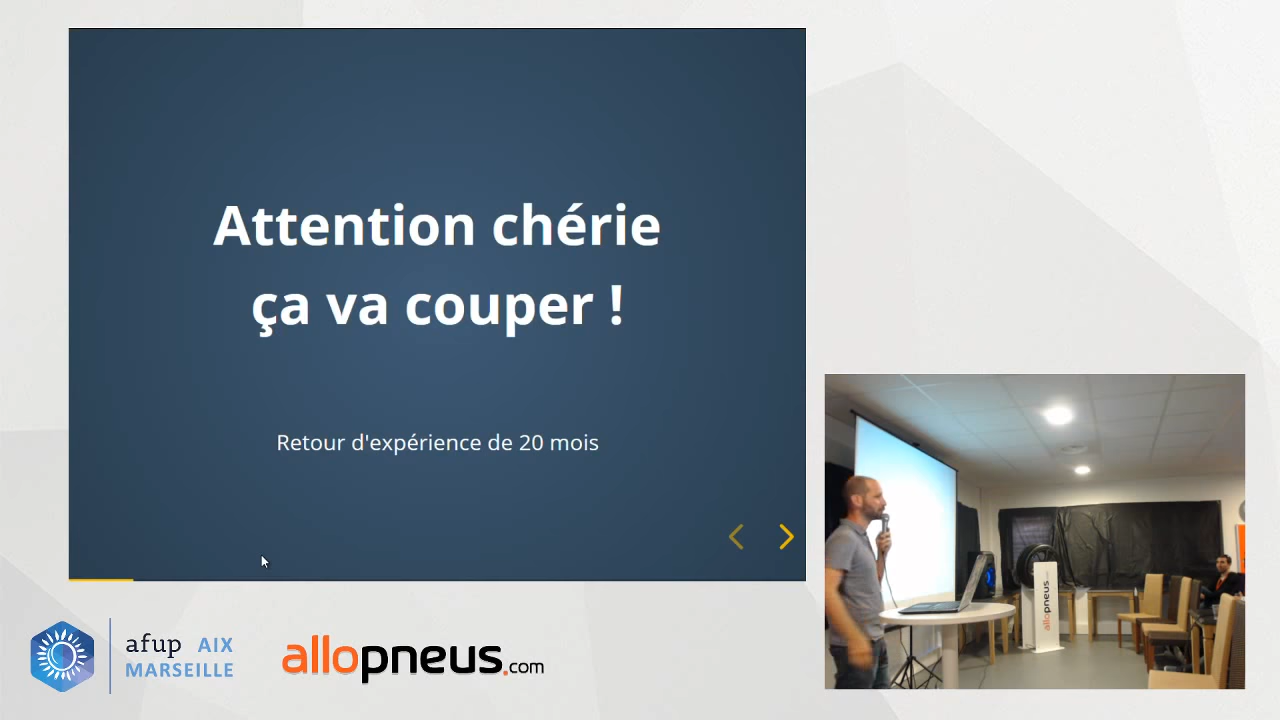 Attention chérie
ça va couper !
Retour d'expérience de 20 mois
afup AIX
MARSEILLE
allopneus.com
allopneus